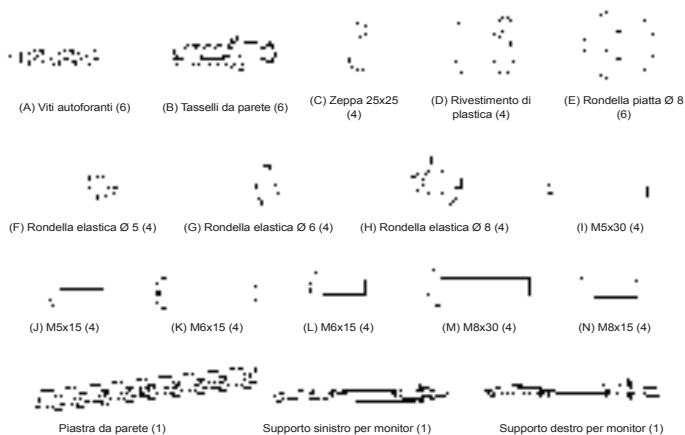 (A) Viti autoforanti (6)
(B) Tasselli da parete (6)
(C) Zeppa 25x25
(4)
(D) Rivestimento di
plastica (4)
(E) Rondella piatta Ø 8
(6)
(F) Rondella elastica Ø 5 (4)
(G) Rondella elastica Ø 6 (4)
(H) Rondella elastica Ø 8 (4)
(I) M5x30 (4)
(J) M5x15 (4)
(K) M6x15 (4)
(L) M6x15 (4)
(M) M8x30 (4)
(N) M8x15 (4)
Piastra da parete (1)
Supporto sinistro per monitor (1)
Supporto destro per monitor (1)